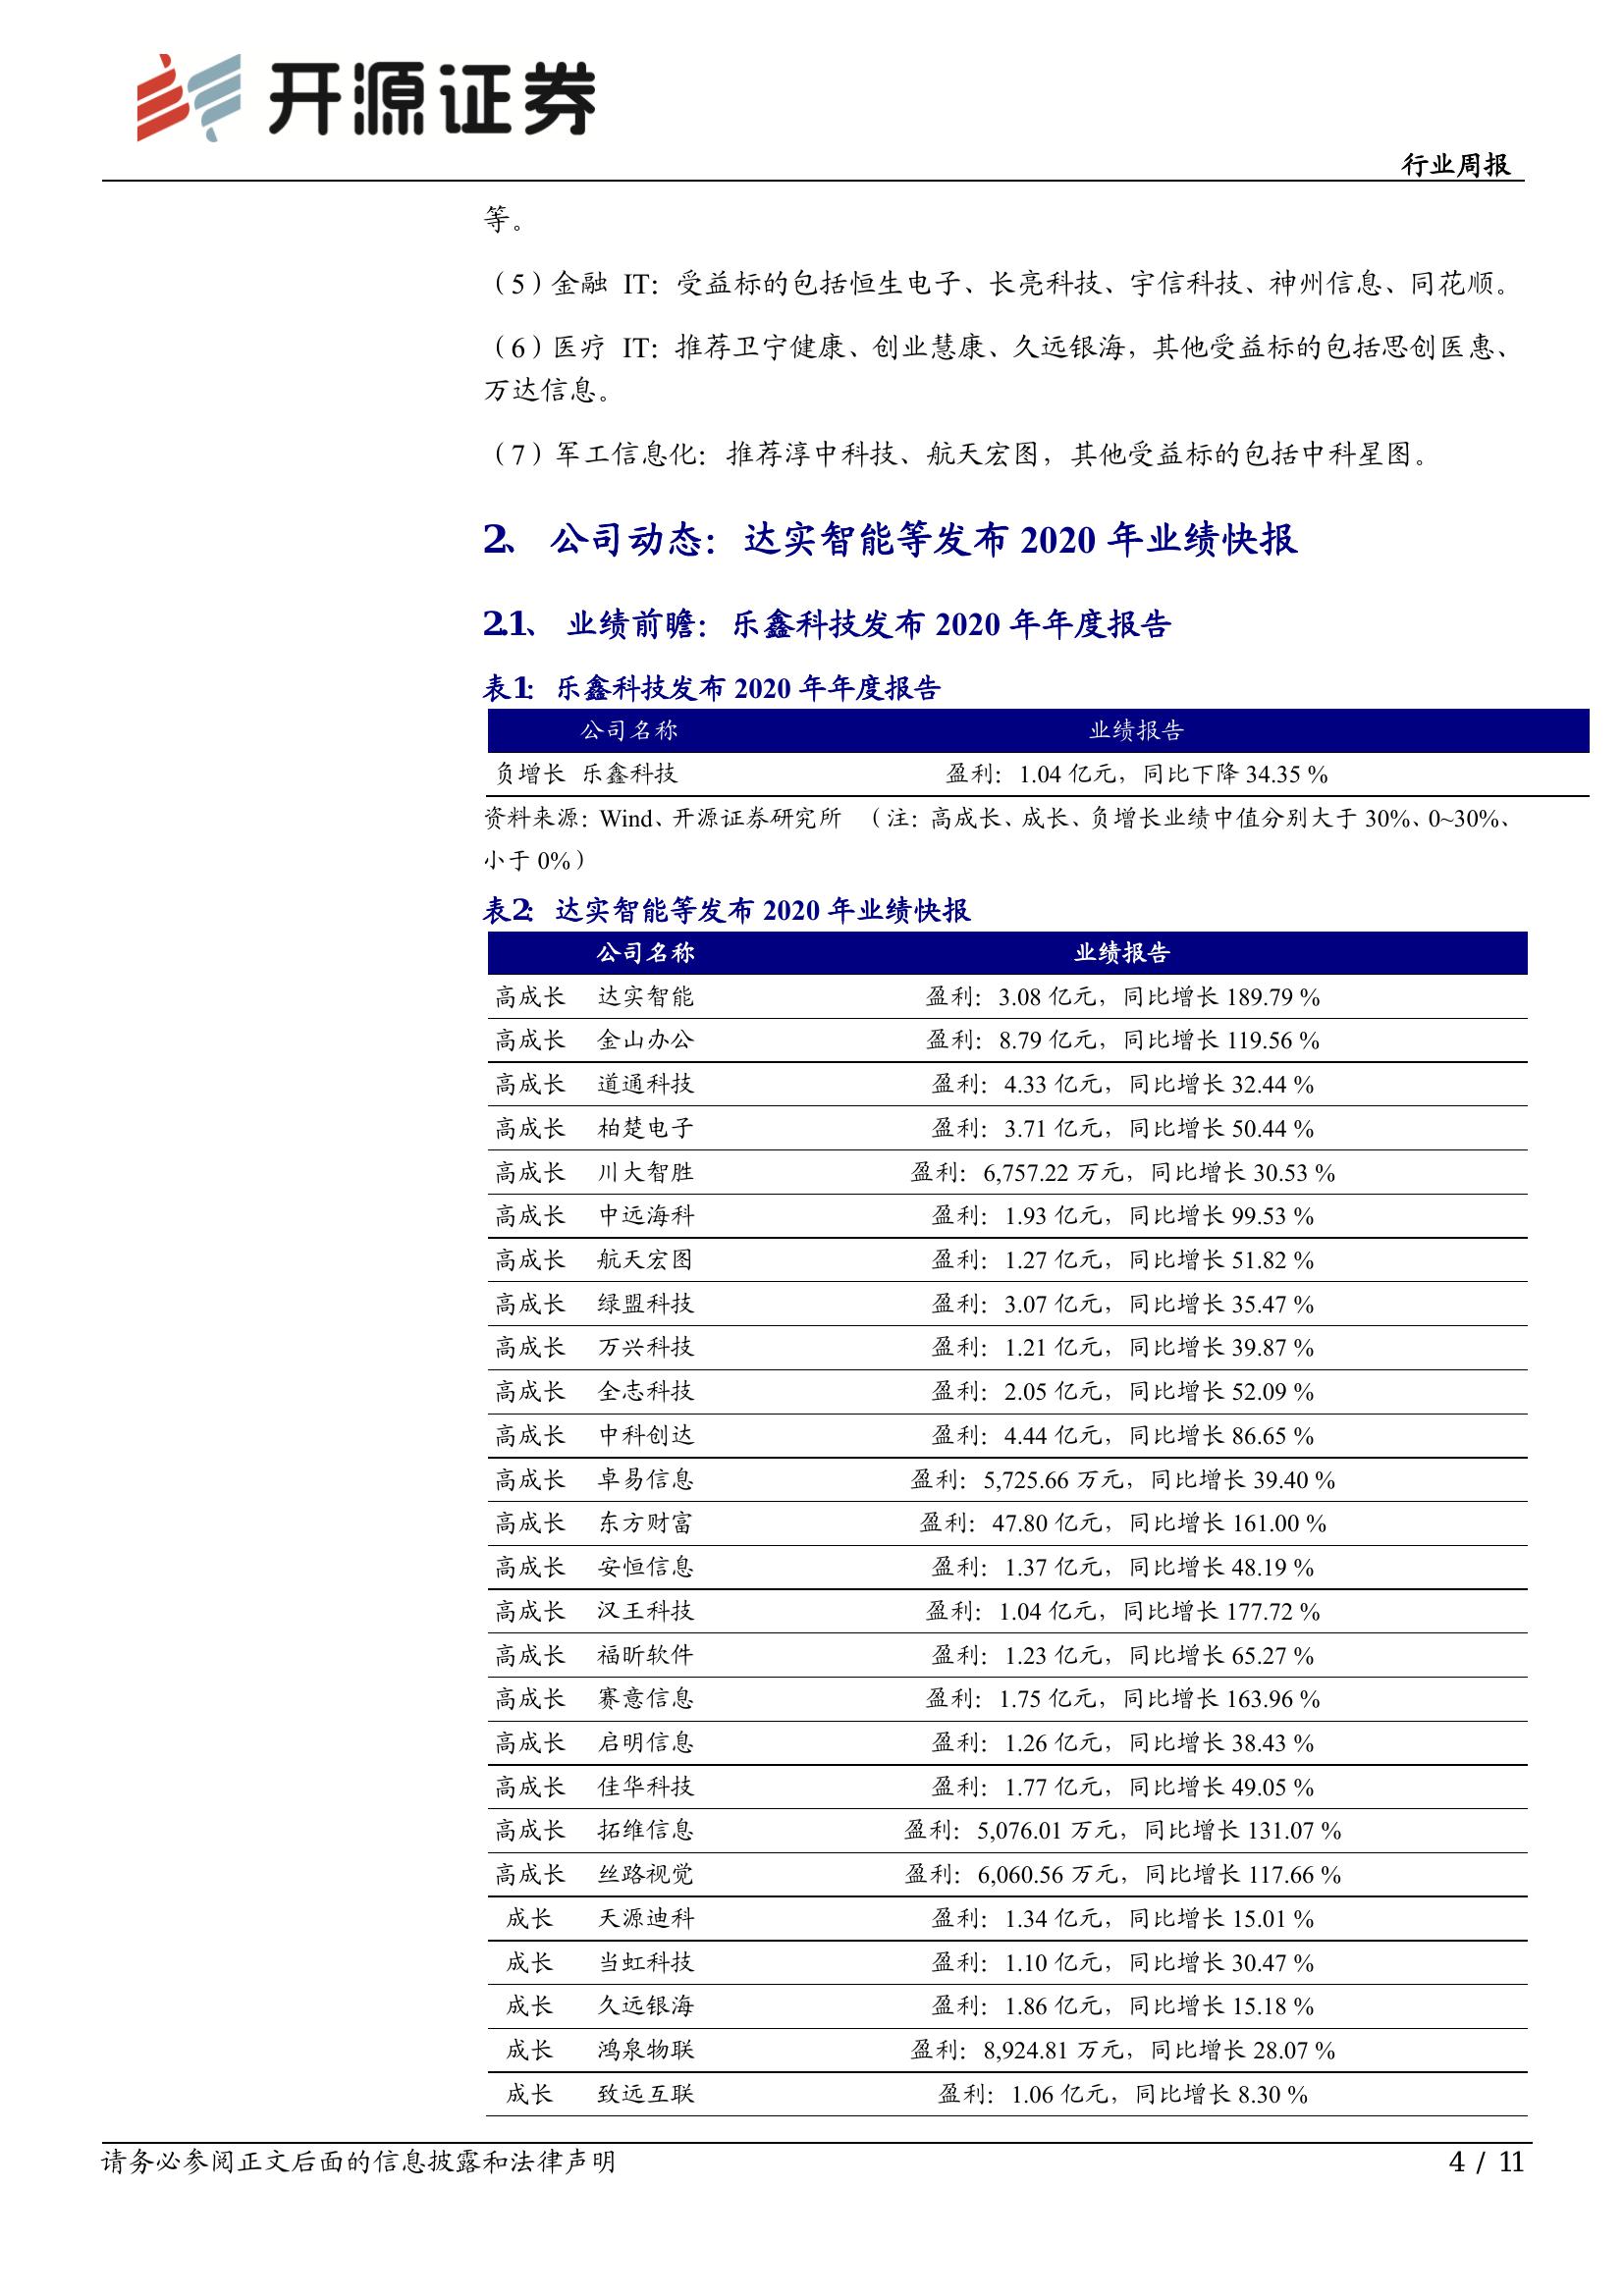 开源证券
行业周报
等。
（5）金融 IT：受益标的包括恒生电子、长亮科技、宇信科技、神州信息、同花顺。
（6）医疗 IT：推荐卫宁健康、创业慧康、久远银海，其他受益标的包括思创医惠、
万达信息。
（7）军工信息化：推荐淳中科技、航天宏图，其他受益标的包括中科星图。
2、 公司动态：达实智能等发布 2020 年业绩快报
2.1、 业绩前瞻：乐鑫科技发布 2020 年年度报告
表1： 乐鑫科技发布 2020 年年度报告
公司名称 业绩报告
负增长 乐鑫科技 盈利：1.04 亿元，同比下降 34.35 %
资料来源：Wind、开源证券研究所 （注：高成长、成长、负增长业绩中值分别大于 30%、0~30%、
小于 0%）
表2： 达实智能等发布 2020 年业绩快报
公司名称 业绩报告
高成长 达实智能 盈利：3.08 亿元，同比增长 189.79 %
高成长 金山办公 盈利：8.79 亿元，同比增长 119.56 %
高成长 道通科技 盈利：4.33 亿元，同比增长 32.44 %
高成长 柏楚电子 盈利：3.71 亿元，同比增长 50.44 %
高成长 川大智胜 盈利：6,757.22 万元，同比增长 30.53 %
高成长 中远海科 盈利：1.93 亿元，同比增长 99.53 %
高成长 航天宏图 盈利：1.27 亿元，同比增长 51.82 %
高成长 绿盟科技 盈利：3.07 亿元，同比增长 35.47 %
高成长 万兴科技 盈利：1.21 亿元，同比增长 39.87 %
高成长 全志科技 盈利：2.05 亿元，同比增长 52.09 %
高成长 中科创达 盈利：4.44 亿元，同比增长 86.65 %
高成长 卓易信息 盈利：5,725.66 万元，同比增长 39.40 %
高成长 东方财富 盈利：47.80 亿元，同比增长 161.00 %
高成长 安恒信息 盈利：1.37 亿元，同比增长 48.19 %
高成长 汉王科技 盈利：1.04 亿元，同比增长 177.72 %
高成长 福昕软件 盈利：1.23 亿元，同比增长 65.27 %
高成长 赛意信息 盈利：1.75 亿元，同比增长 163.96 %
高成长 启明信息 盈利：1.26 亿元，同比增长 38.43 %
高成长 佳华科技 盈利：1.77 亿元，同比增长 49.05 %
高成长 拓维信息 盈利：5,076.01 万元，同比增长 131.07 %
高成长 丝路视觉 盈利：6,060.56 万元，同比增长 117.66 %
成长 天源迪科 盈利：1.34 亿元，同比增长 15.01 %
成长 当虹科技 盈利：1.10 亿元，同比增长 30.47 %
成长 久远银海 盈利：1.86 亿元，同比增长 15.18 %
成长 鸿泉物联 盈利：8,924.81 万元，同比增长 28.07 %
成长 致远互联 盈利：1.06 亿元，同比增长 8.30 %
请务必参阅正文后面的信息披露和法律声明 4 / 11